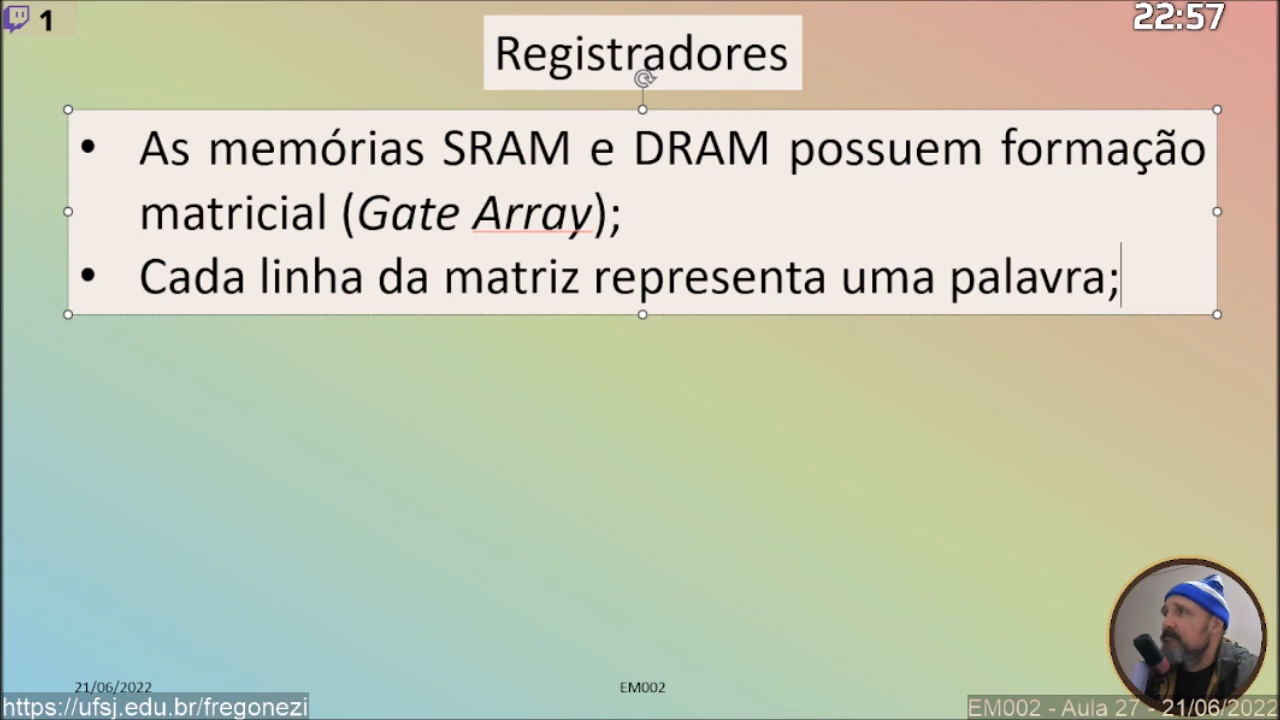 1
22:57
Registradores
• As memórias SRAM e DRAM possuem formação
matricial (Gate Array);
• Cada linha da matriz representa uma palavra;
21/06/2022
EM002
https://ufsj.edu.br/fregonezi
EM002 - Aula 27 - 21/06/2022